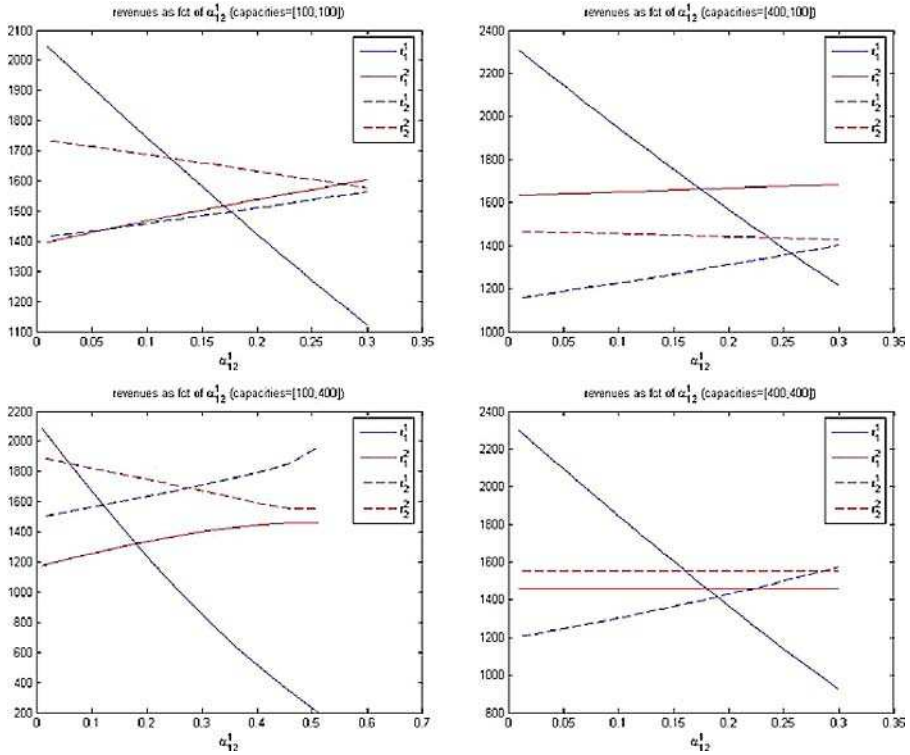 revenues as fct of α¹₁₂ (capacities=[100,100])
2100
2000
1900
1800
1700
1600
1500
1400
1300
1200
1100
0
0.05
0.1
0.15
0.2
0.25
0.3
0.35
α¹₁₂
r¹₁
r²₁
r¹₂
r²₂
revenues as fct of α¹₁₂ (capacities=[400,100])
2400
2200
2000
1800
1600
1400
1200
1000
0
0.05
0.1
0.15
0.2
0.25
0.3
0.35
α¹₁₂
r¹₁
r²₁
r¹₂
r²₂
revenues as fct of α¹₁₂ (capacities=[100,400])
2200
2000
1800
1600
1400
1200
1000
800
600
400
200
0
0.1
0.2
0.3
0.4
0.5
0.6
0.7
α¹₁₂
r¹₁
r²₁
r¹₂
r²₂
revenues as fct of α¹₁₂ (capacities=[400,400])
2400
2200
2000
1800
1600
1400
1200
1000
800
0
0.05
0.1
0.15
0.2
0.25
0.3
0.35
α¹₁₂
r¹₁
r²₁
r¹₂
r²₂